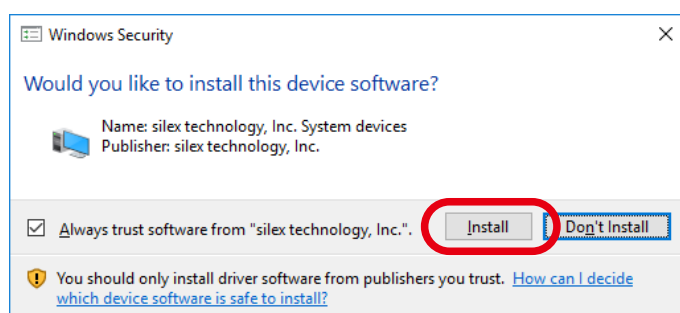 Windows Security
Would you like to install this device software?
Name: silex technology, Inc. System devices
Publisher: silex technology, Inc.
Always trust software from "silex technology, Inc.".
Install
Don't Install
You should only install driver software from publishers you trust. How can I decide
which device software is safe to install?